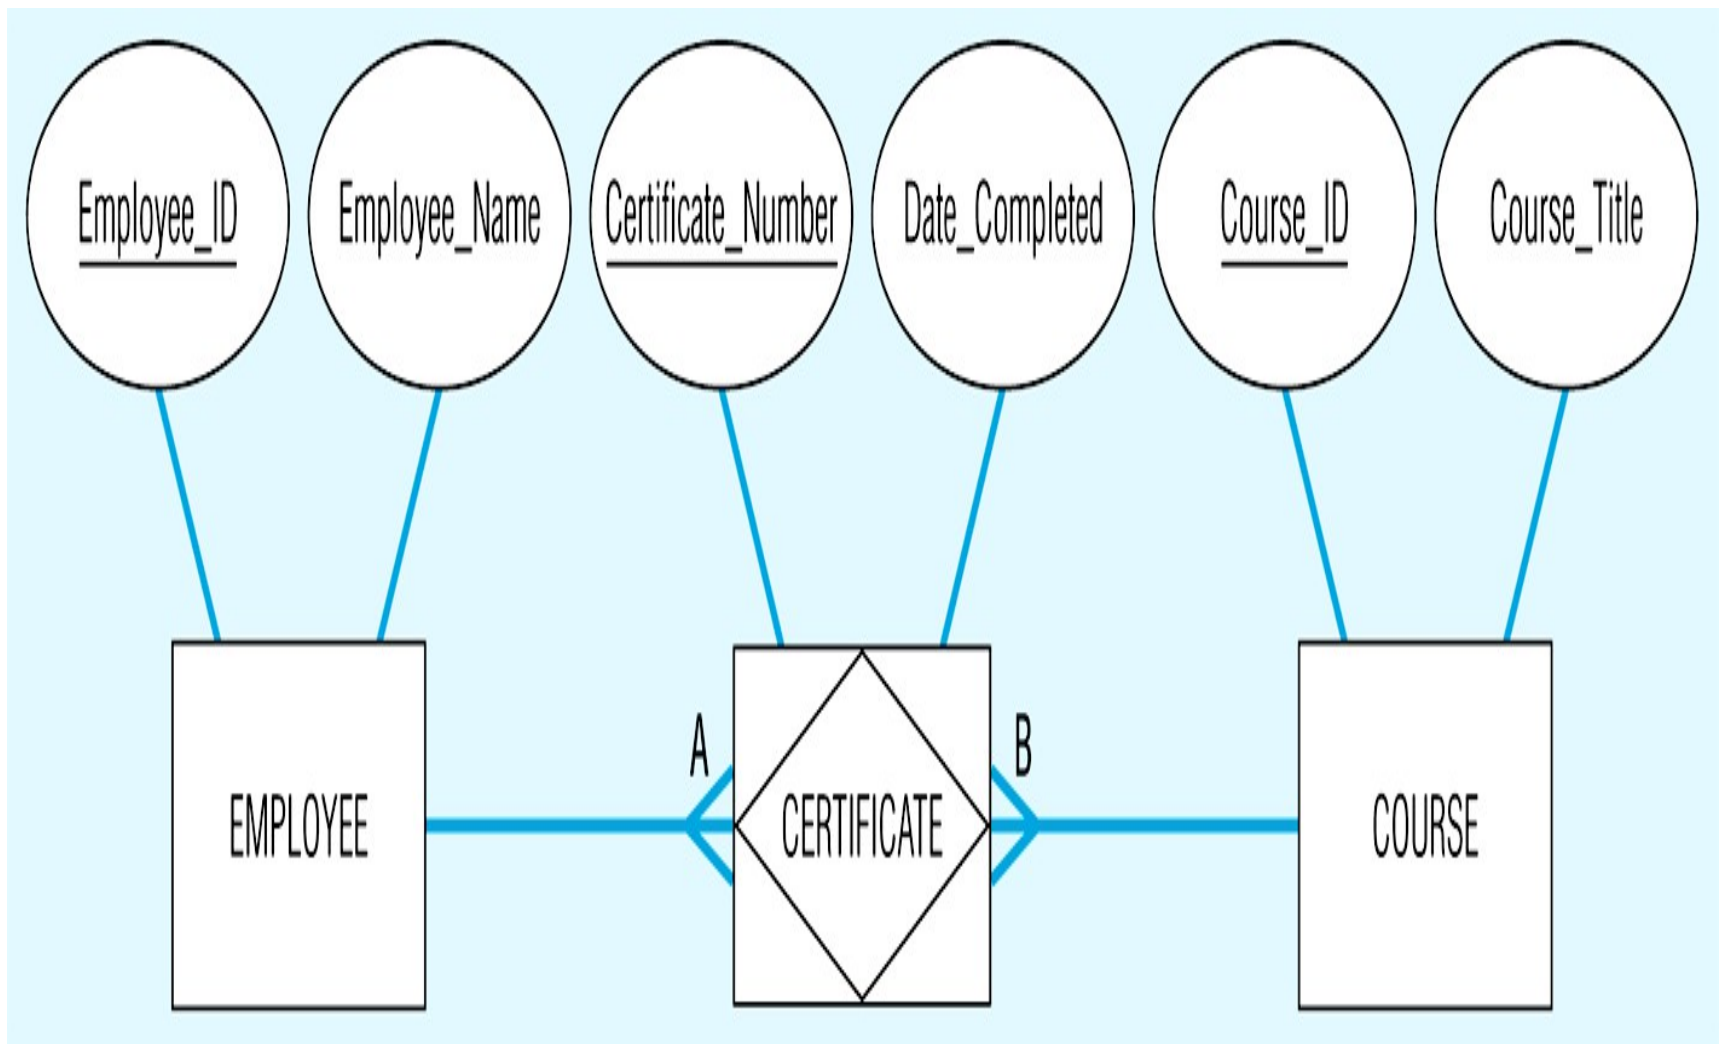 Employee_ID
Employee_Name
Certificate_Number
Date_Completed
Course_ID
Course_Title
A
B
EMPLOYEE
CERTIFICATE
COURSE